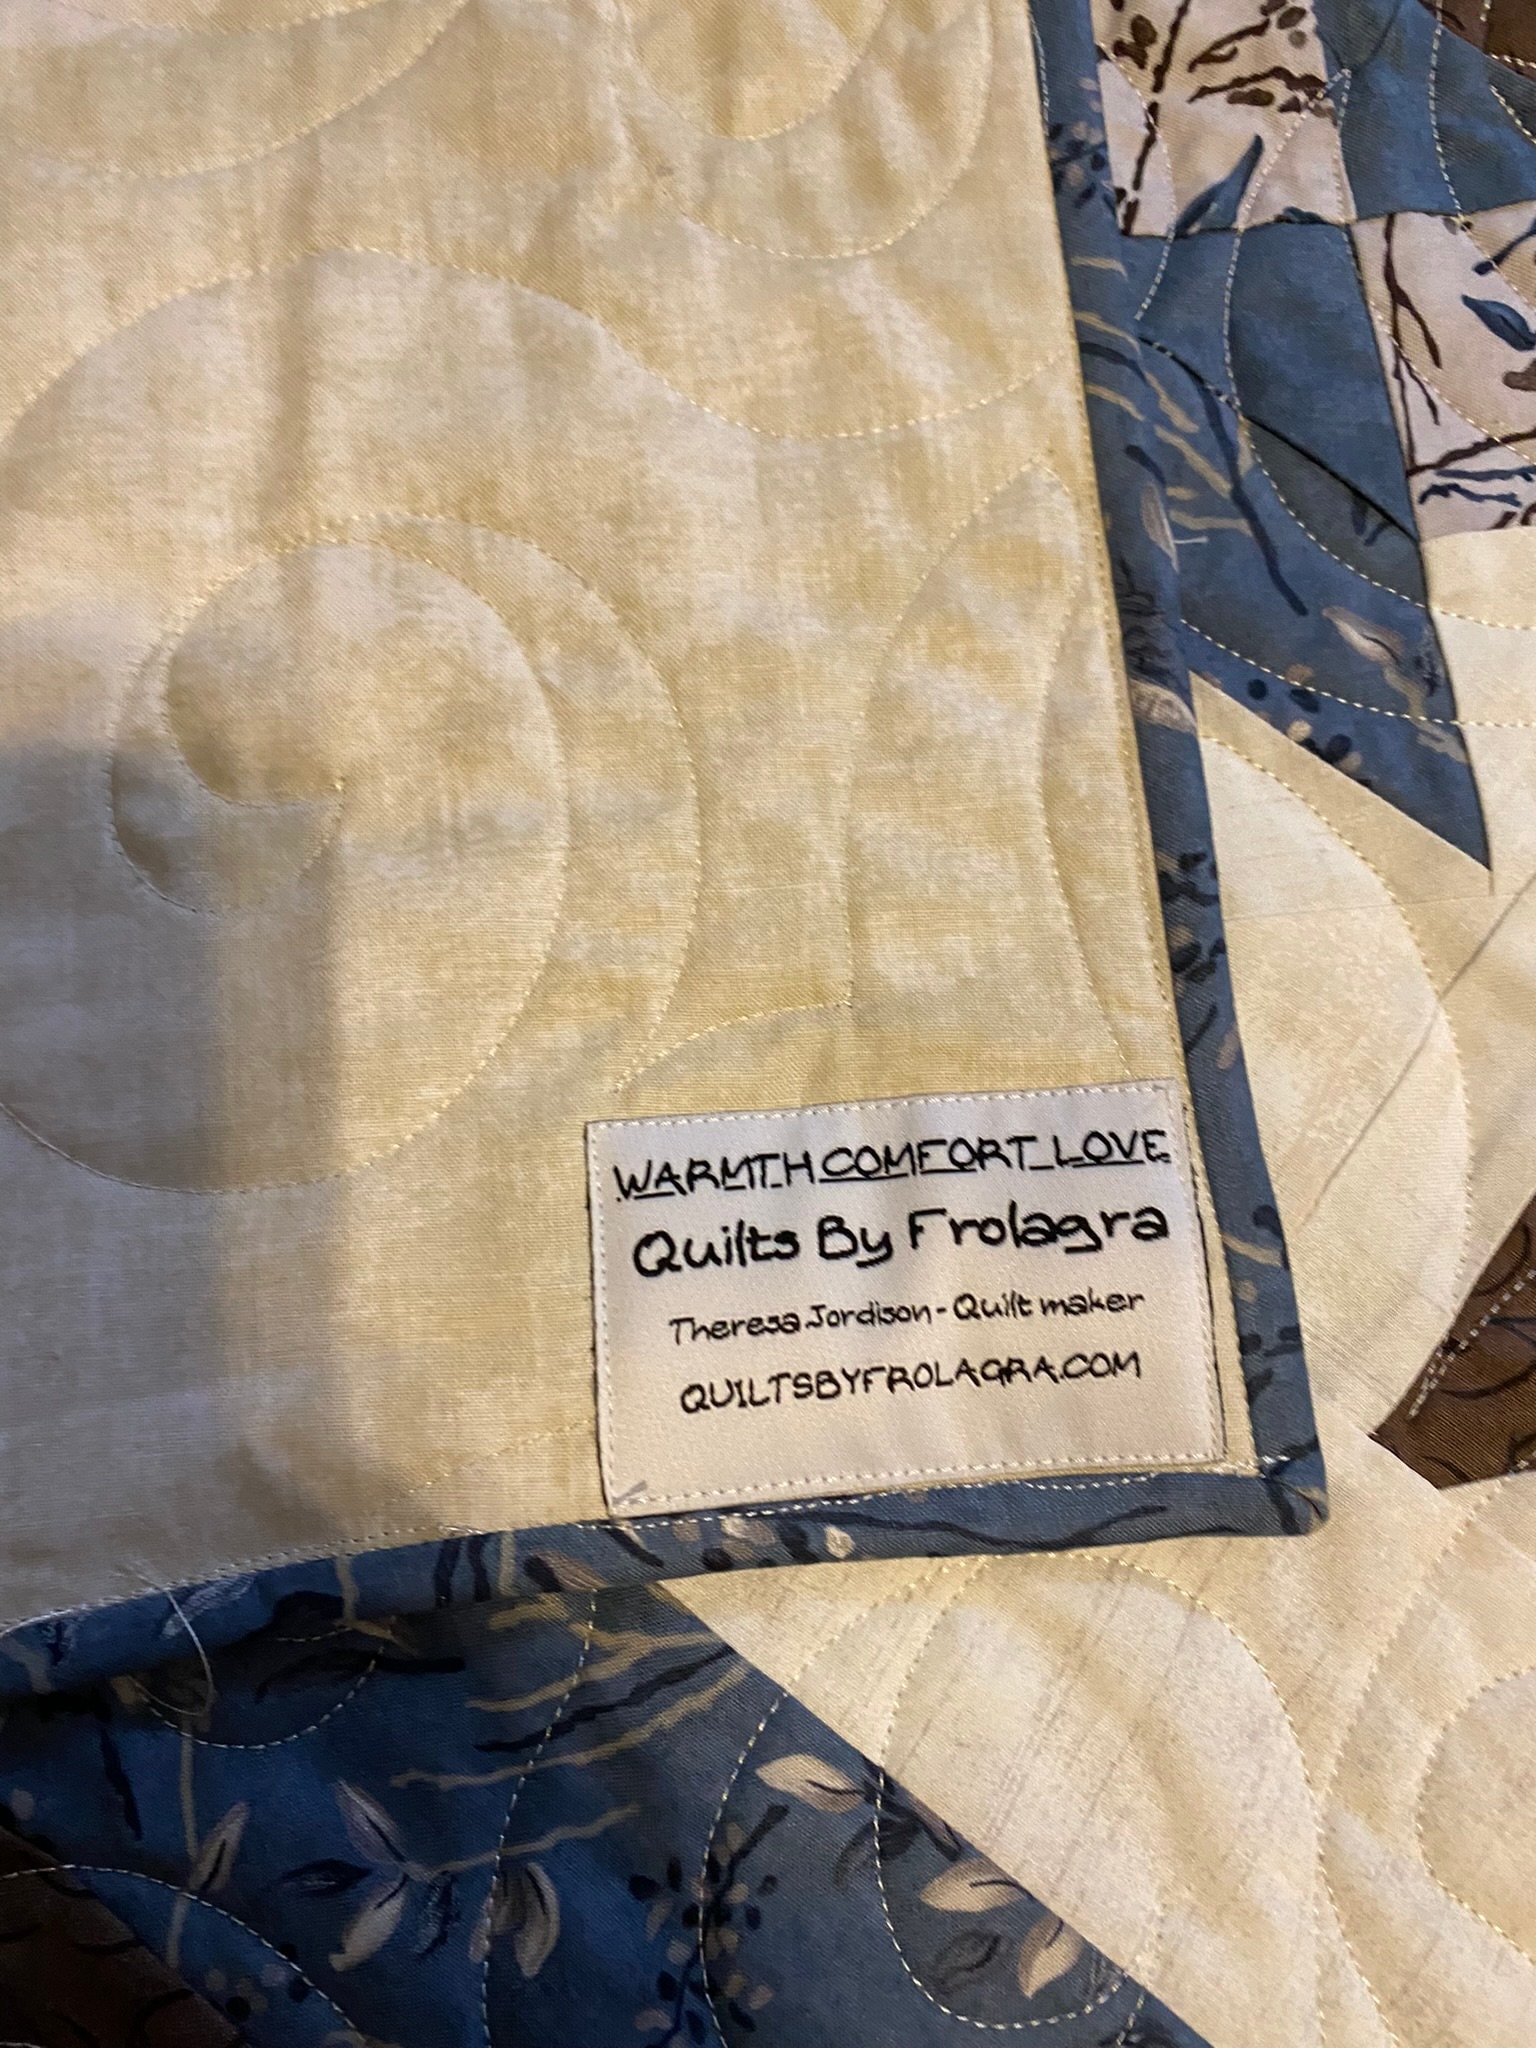 WARMTH COMFORT LOVE
Quilts By Frolagra
Theresa Jordison - Quilt maker
QUILTSBYFROLAGRA.COM